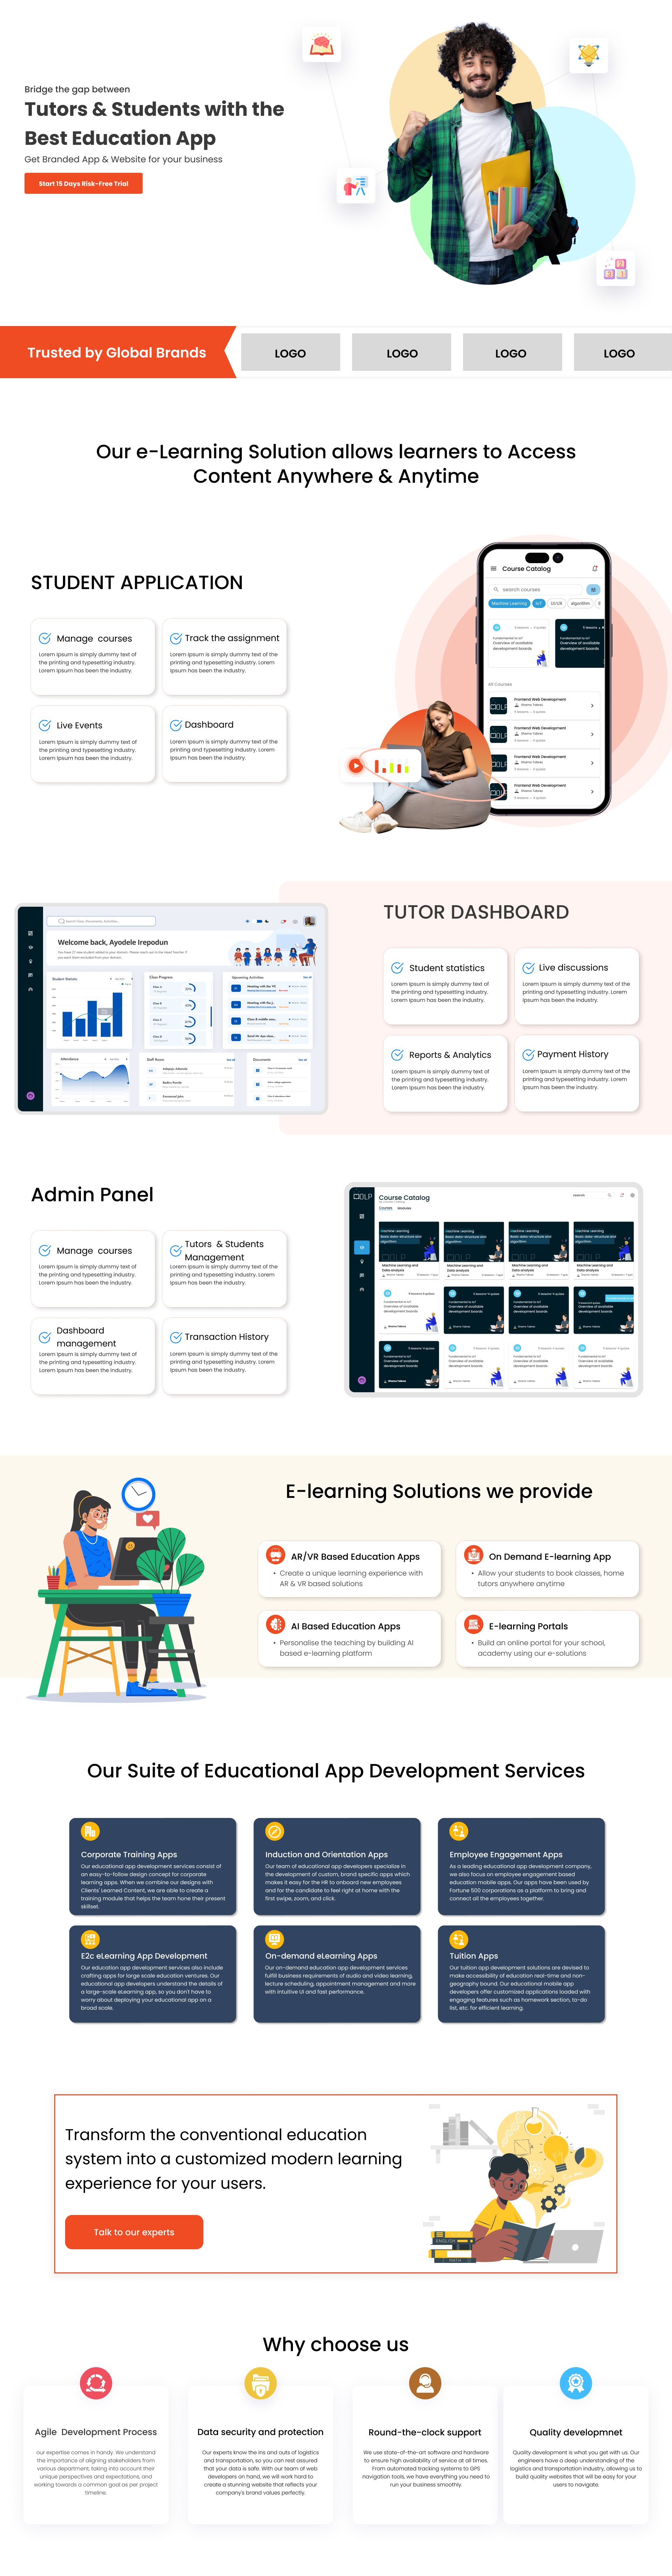 Bridge the gap between
Tutors & Students with the
Best Education App
Get Branded App & Website for your business
Start 15 Days Risk-Free Trial
Trusted by Global Brands
LOGO
LOGO
LOGO
LOGO
Our e-Learning Solution allows learners to Access
Content Anywhere & Anytime
STUDENT APPLICATION
Manage courses
Lorem Ipsum is simply dummy text of
the printing and typesetting industry.
Lorem Ipsum has been the industry.
Track the assignment
Lorem Ipsum is simply dummy text of the
printing and typesetting industry. Lorem
Ipsum has been the industry.
Live Events
Lorem Ipsum is simply dummy text of
the printing and typesetting industry.
Lorem Ipsum has been the industry.
Dashboard
Lorem Ipsum is simply dummy text of the
printing and typesetting industry. Lorem
Ipsum has been the industry.
Course Catalog
search courses
Machine Learning
IoT
UI/UX
algorithm
Fundamental to IoT
Overview of available
development boards
Fundamental to IoT
Overview of available
development boards
All Courses
Frontend Web Development
Frontend Web Development
Frontend Web Development
Frontend Web Development
TUTOR DASHBOARD
Welcome back, Ayodele Irepodun
Student Statistic
Class Progress
Upcoming Activities
Attendance
Staff Room
Documents
Student statistics
Lorem Ipsum is simply dummy text of
the printing and typesetting industry.
Lorem Ipsum has been the industry.
Live discussions
Lorem Ipsum is simply dummy text of the
printing and typesetting industry. Lorem
Ipsum has been the industry.
Reports & Analytics
Lorem Ipsum is simply dummy text of
the printing and typesetting industry.
Lorem Ipsum has been the industry.
Payment History
Lorem Ipsum is simply dummy text of the
printing and typesetting industry. Lorem
Ipsum has been the industry.
Admin Panel
Manage courses
Lorem Ipsum is simply dummy text of
the printing and typesetting industry.
Lorem Ipsum has been the industry.
Tutors & Students
Management
Lorem Ipsum is simply dummy text of the
printing and typesetting industry. Lorem
Ipsum has been the industry.
Dashboard
management
Lorem Ipsum is simply dummy text of
the printing and typesetting industry.
Lorem Ipsum has been the industry.
Transaction History
Lorem Ipsum is simply dummy text of the
printing and typesetting industry. Lorem
Ipsum has been the industry.
Course Catalog
Courses
Modules
search
E-learning Solutions we provide
AR/VR Based Education Apps
• Create a unique learning experience with
AR & VR based solutions
On Demand E-learning App
• Allow your students to book classes, home
tutors anywhere anytime
AI Based Education Apps
• Personalise the teaching by building AI
based e-learning platform
E-learning Portals
• Build an online portal for your school,
academy using our e-solutions
Our Suite of Educational App Development Services
Corporate Training Apps
Our educational app development services consist of
an easy-to-follow design concept for corporate
learning apps. When we combine our designs with
Clients' Learned Content, we are able to create a
training module that helps the team hone their present
skillset.
Induction and Orientation Apps
Our team of educational app developers specialize in
the development of custom, brand specific apps which
makes it easy for the HR to onboard new employees
and for the candidate to feel right at home with the
first swipe, zoom, and click.
Employee Engagement Apps
As a leading educational app development company,
we also focus on employee engagement based
education mobile apps. Our apps have been used by
Fortune 500 corporations as a platform to bring and
connect all the employees together.
E2c eLearning App Development
Our education app development services also include
crafting apps for large scale education ventures. Our
educational app developers understand the details of
a large-scale eLearning app, so you don't have to
worry about deploying your educational app on a
broad scale.
On-demand eLearning Apps
Our on-demand education app development services
fulfill business requirements of audio and video learning,
lecture scheduling, appointment management and more
with intuitive UI and fast performance.
Tuition Apps
Our tuition app development solutions are devised to
make accessibility of education real-time and non-
geography bound. Our education mobile app
developers offer customized applications loaded with
engaging features such as homework section, to-do
list, etc. for efficient learning.
Transform the conventional education
system into a customized modern learning
experience for your users.
Talk to our experts
ENGLISH
MATH
Why choose us
Agile Development Process
our expertise comes in handy. We understand
the importance of aligning stakeholders from
various department, taking into account their
unique perspectives and expectations, and
working towards a common goal as per project
timeline.
Data security and protection
Our experts know the ins and outs of logistics
and transportation, so you can rest assured
that your data is safe. With our team of web
developers on hand, we will work hard to
create a stunning website that reflects your
company's brand values perfectly.
Round-the-clock support
We use state-of-the-art software and hardware
to ensure high availability of service at all times.
From automated tracking systems to GPS
navigation tools, we have everything you need to
run your business smoothly.
Quality developmnet
Quality development is what you get with us. Our
engineers have a deep understanding of the
logistics and transportation industry, allowing us to
build quality websites that will be easy for your
users to navigate.